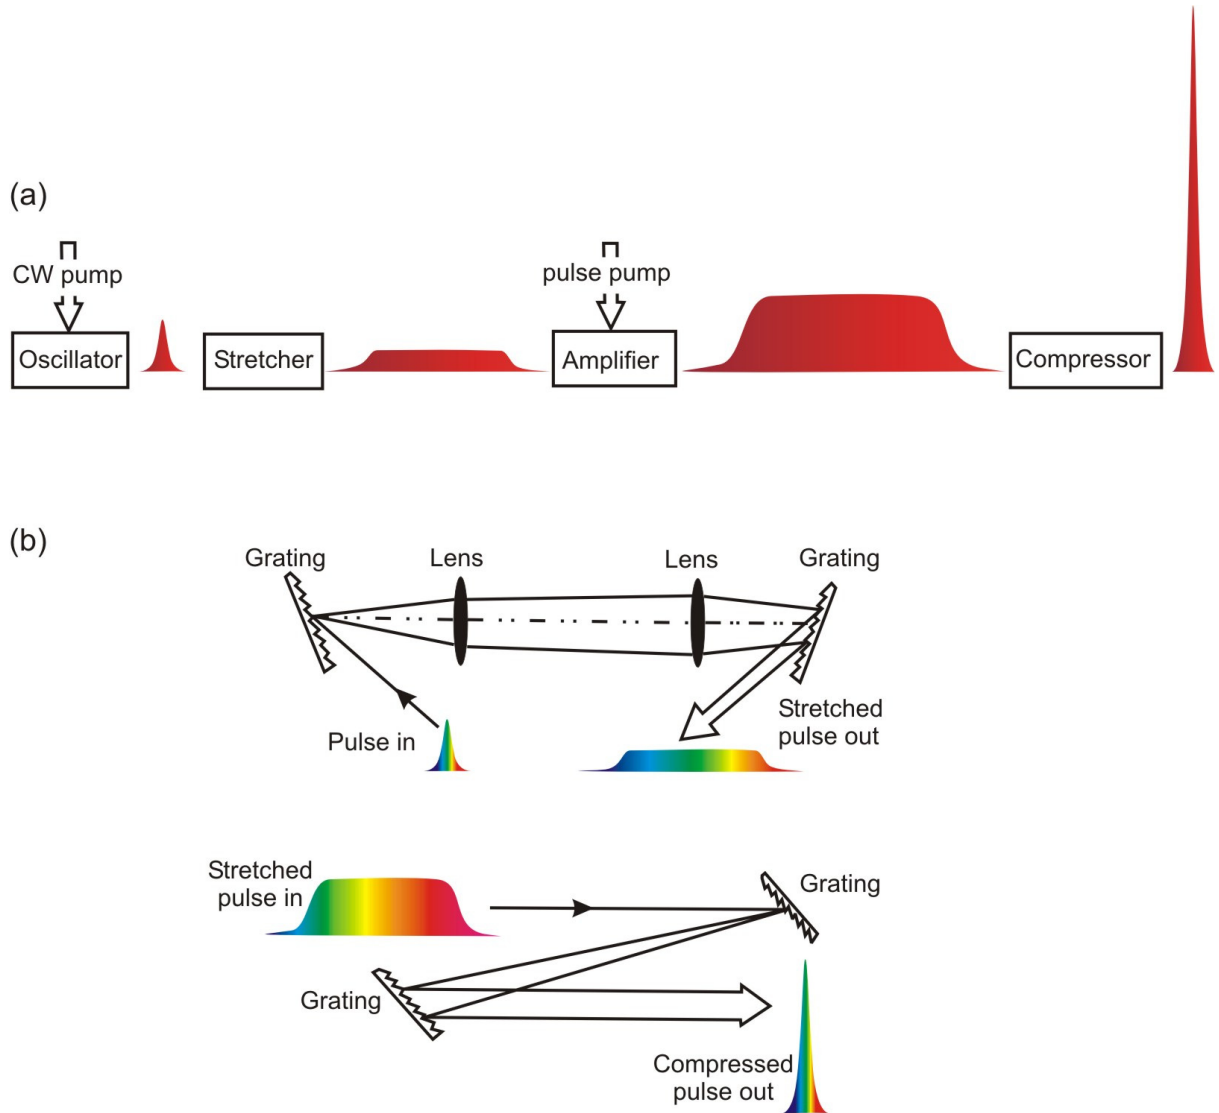 (a)
CW pump
pulse pump
Oscillator
Stretcher
Amplifier
Compressor
(b)
Grating
Lens
Lens
Grating
Pulse in
Stretched
pulse out
Stretched
pulse in
Grating
Grating
Compressed
pulse out